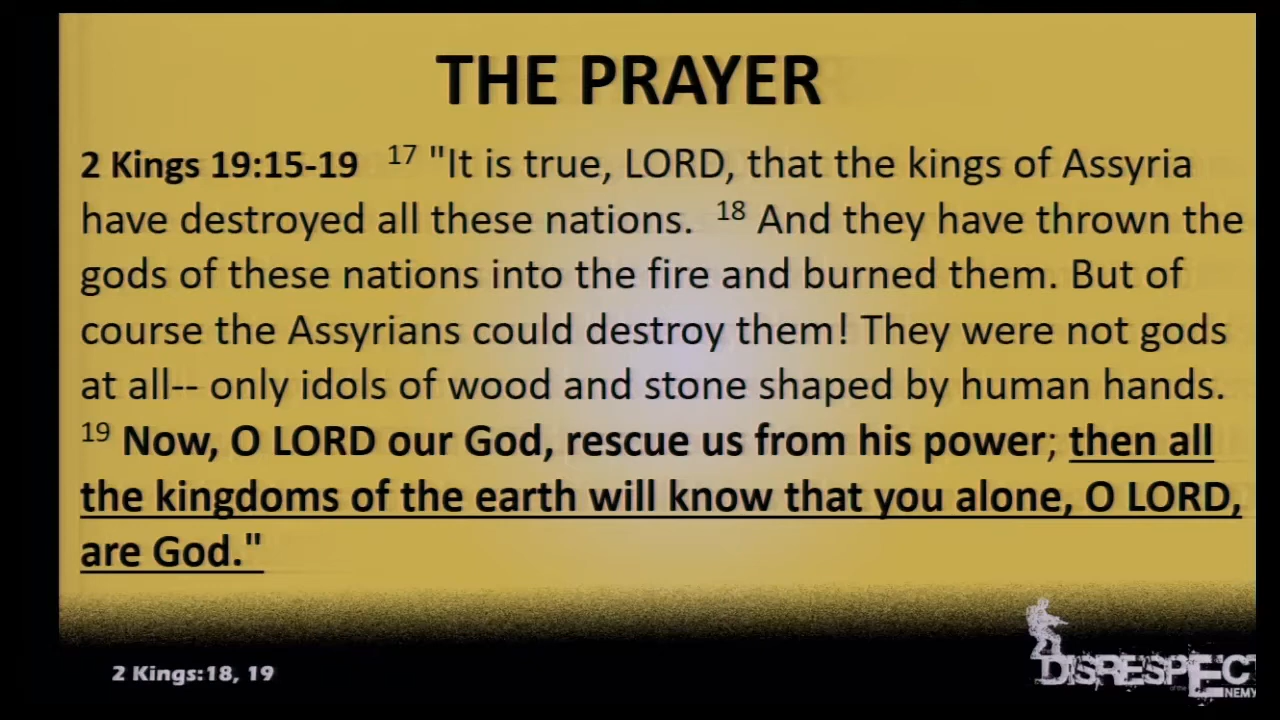 THE PRAYER
2 Kings 19:15-19 17 "It is true, LORD, that the kings of Assyria
have destroyed all these nations. 18 And they have thrown the
gods of these nations into the fire and burned them. But of
course the Assyrians could destroy them! They were not gods
at all-- only idols of wood and stone shaped by human hands.
19 Now, O LORD our God, rescue us from his power; then all
the kingdoms of the earth will know that you alone, O LORD,
are God."
2 Kings:18, 19
DISRESPECT
of the ENEMY